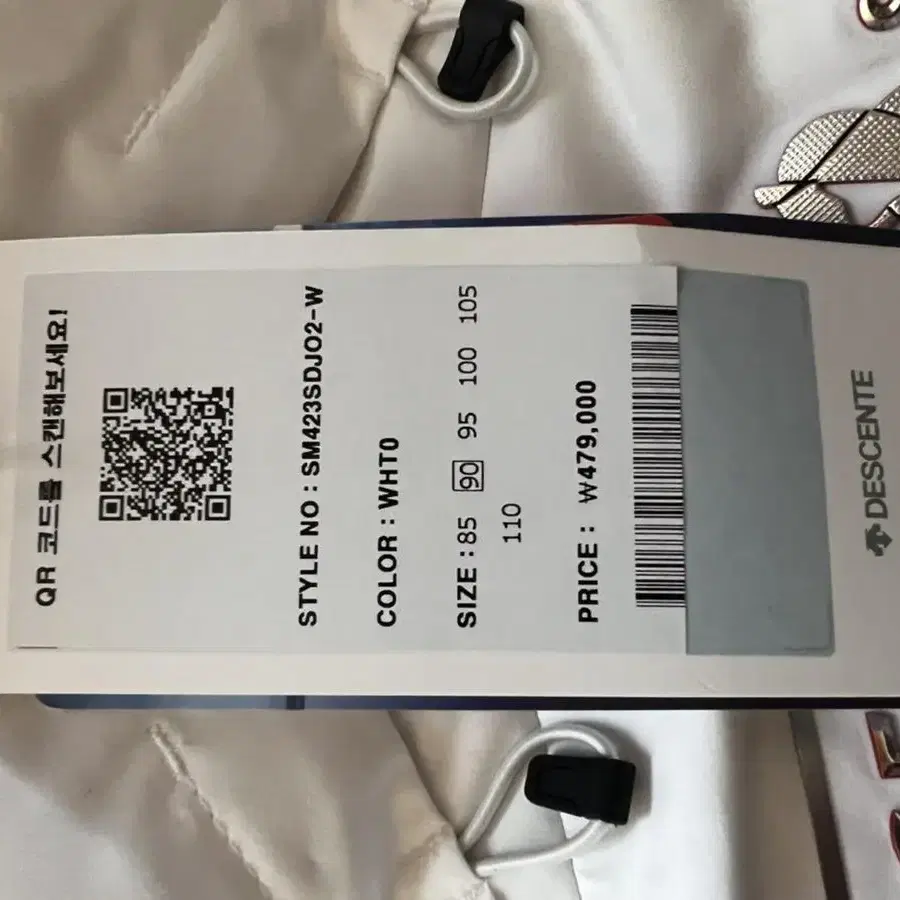 QR 코드를 스캔해보세요!
STYLE NO : SM423SDJO2-W
COLOR : WHT0
SIZE : 85 90 95 100 105
110
PRICE : ₩479,000
DESCENTE